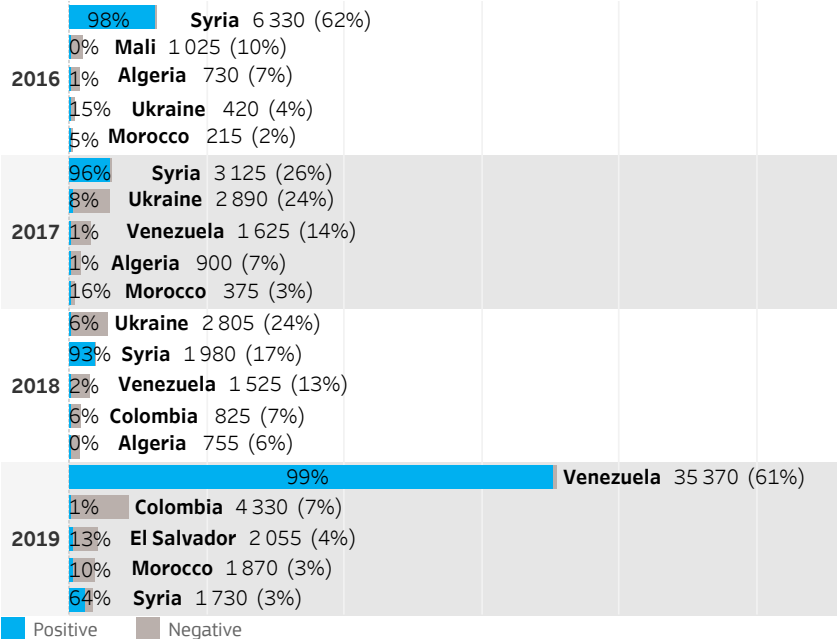 98% Syria 6 330 (62%)
0% Mali 1 025 (10%)
2016 1% Algeria 730 (7%)
15% Ukraine 420 (4%)
5% Morocco 215 (2%)
96% Syria 3 125 (26%)
8% Ukraine 2 890 (24%)
2017 1% Venezuela 1 625 (14%)
1% Algeria 900 (7%)
16% Morocco 375 (3%)
6% Ukraine 2 805 (24%)
93% Syria 1 980 (17%)
2018 2% Venezuela 1 525 (13%)
6% Colombia 825 (7%)
0% Algeria 755 (6%)
99% Venezuela 35 370 (61%)
1% Colombia 4 330 (7%)
2019 13% El Salvador 2 055 (4%)
10% Morocco 1 870 (3%)
64% Syria 1 730 (3%)
Positive Negative